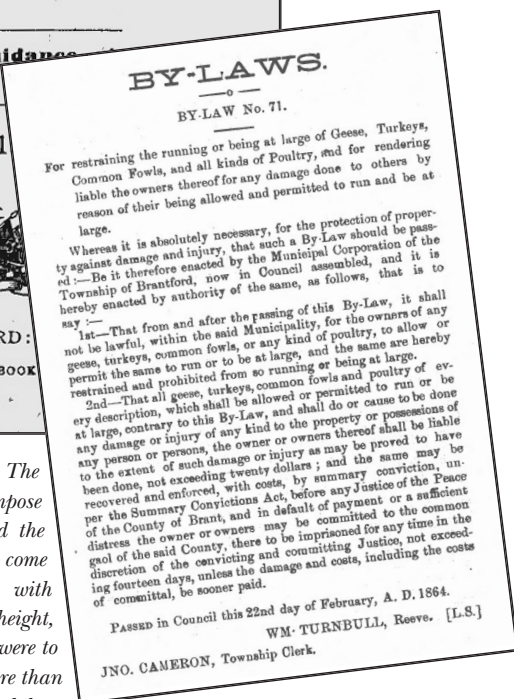 idance
BY-LAWS.
o
BY-LAW No. 71.
For restraining the running or being at large of Geese, Turkeys,
Common Fowls, and all kinds of Poultry, and for rendering
liable the owners thereof for any damage done to others by
reason of their being allowed and permitted to run and be at
large.
Whereas it is absolutely necessary, for the protection of proper-
ty against damage and injury, that such a By-Law should be pass-
ed :—Be it therefore enacted by the Municipal Corporation of the
Township of Brantford, now in Council assembled, and it is
hereby enacted by authority of the same, as follows, that is to
say :—
1st—That from and after the passing of this By-Law, it shall
not be lawful, within the said Municipality, for the owners of any
geese, turkeys, common fowls, or any kind of poultry, to allow or
permit the same to run or to be at large, and the same are hereby
restrained and prohibited from so running or being at large.
2nd—That all geese, turkeys, common fowls and poultry of ev-
ery description, which shall be allowed or permitted to run or be
at large, contrary to this By-Law, and shall do or cause to be done
any damage or injury of any kind to the property or possessions of
any person or persons, the owner or owners thereof shall be liable
to the extent of such damage or injury as may be proved to have
been done, not exceeding twenty dollars ; and the same may be
recovered and enforced, with costs, by summary conviction, un-
per the Summary Convictions Act, before any Justice of the Peace
of the County of Brant, and in default of payment or a sufficient
distress the owner or owners may be committed to the common
gaol of the said County, there to be imprisoned for any time in the
discretion of the convicting and committing Justice, not exceed-
ing fourteen days, unless the damage and costs, including the costs
of committal, be sooner paid.
PASSED in Council this 22nd day of February, A. D. 1864.
WM. TURNBULL, Reeve. [L.S.]
JNO. CAMERON, Township Clerk.
RD:
BOOK
The
mpose
d the
come
with
height,
were to
re than